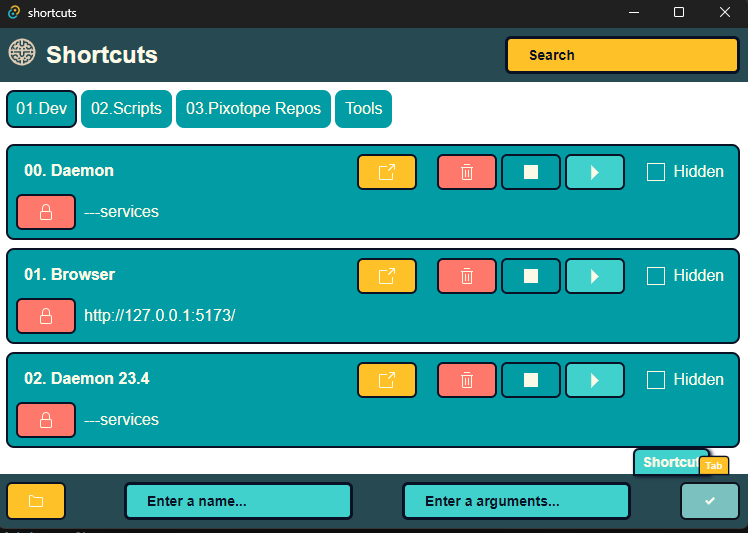 shortcuts
Shortcuts
Search
01.Dev
02.Scripts
03.Pixotope Repos
Tools
00. Daemon
Hidden
---services
01. Browser
Hidden
http://127.0.0.1:5173/
02. Daemon 23.4
Hidden
---services
Shortcut
Tab
Enter a name...
Enter a arguments...